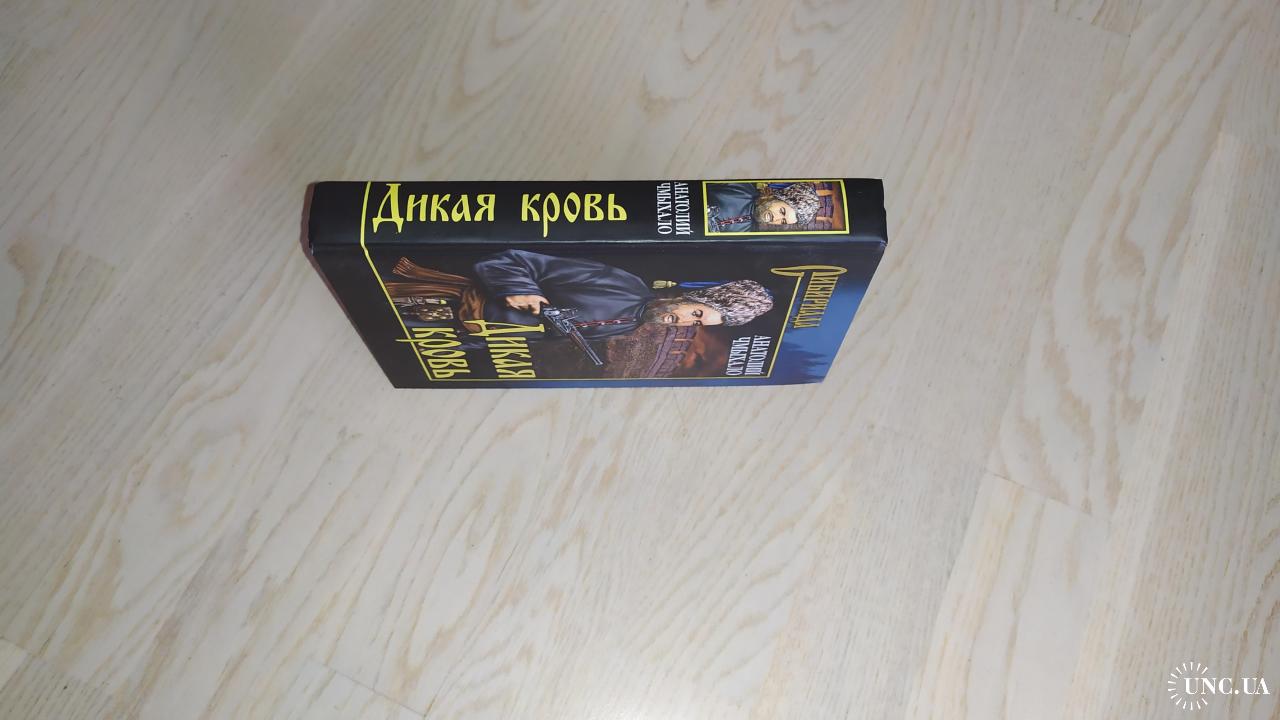 Дикая кровь
АНАТОЛИЙ
ЧМЫХАЛО
СИБИРИАДА
АНАТОЛИЙ
ЧМЫХАЛО
Дикая
кровь
UNC.UA